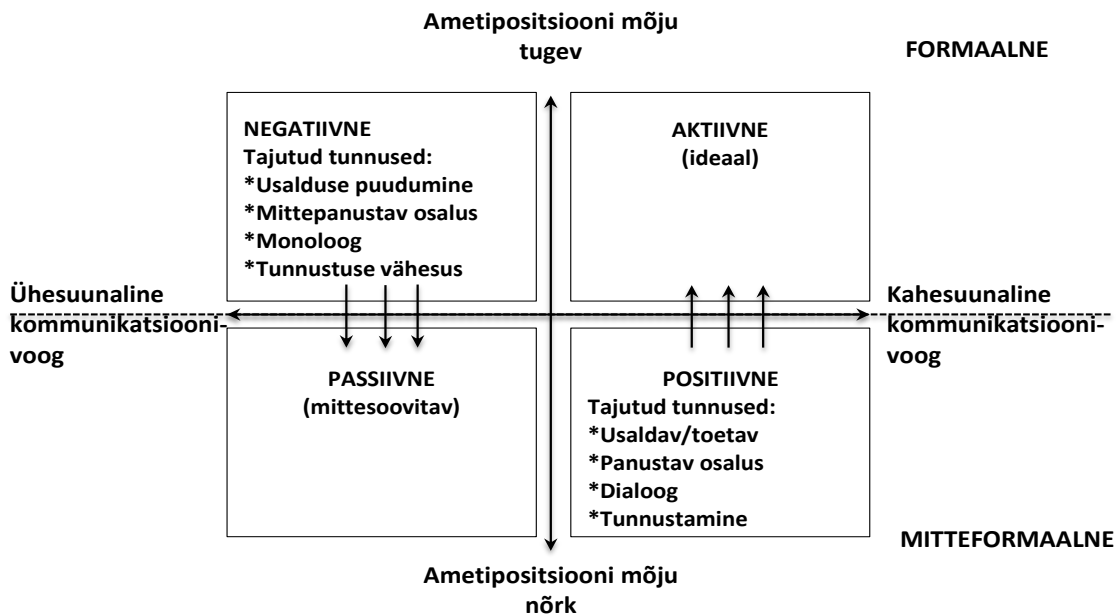 Ametipositsiooni mõju
tugev
FORMAALNE
NEGATIIVNE
Tajutud tunnused:
*Usalduse puudumine
*Mittepanustav osalus
*Monoloog
*Tunnustuse vähesus
AKTIIVNE
(ideaal)
Ühesuunaline
kommunikatsiooni-
voog
Kahesuunaline
kommunikatsiooni-
voog
PASSIIVNE
(mittesoovitav)
POSITIIVNE
Tajutud tunnused:
*Usaldav/toetav
*Panustav osalus
*Dialoog
*Tunnustamine
MITTEFORMAALNE
Ametipositsiooni mõju
nõrk